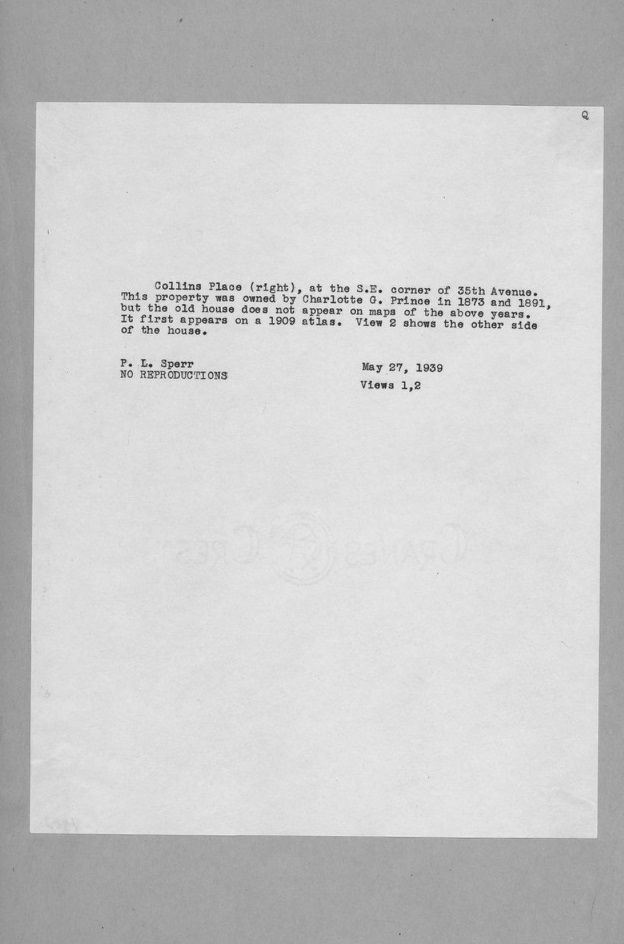 Q
Collins Place (right), at the S.E. corner of 35th Avenue.
This property was owned by Charlotte G. Prince in 1873 and 1891,
but the old house does not appear on maps of the above years.
It first appears on a 1909 atlas. View 2 shows the other side
of the house.
P. L. Sperr
NO REPRODUCTIONS
May 27, 1939
Views 1,2